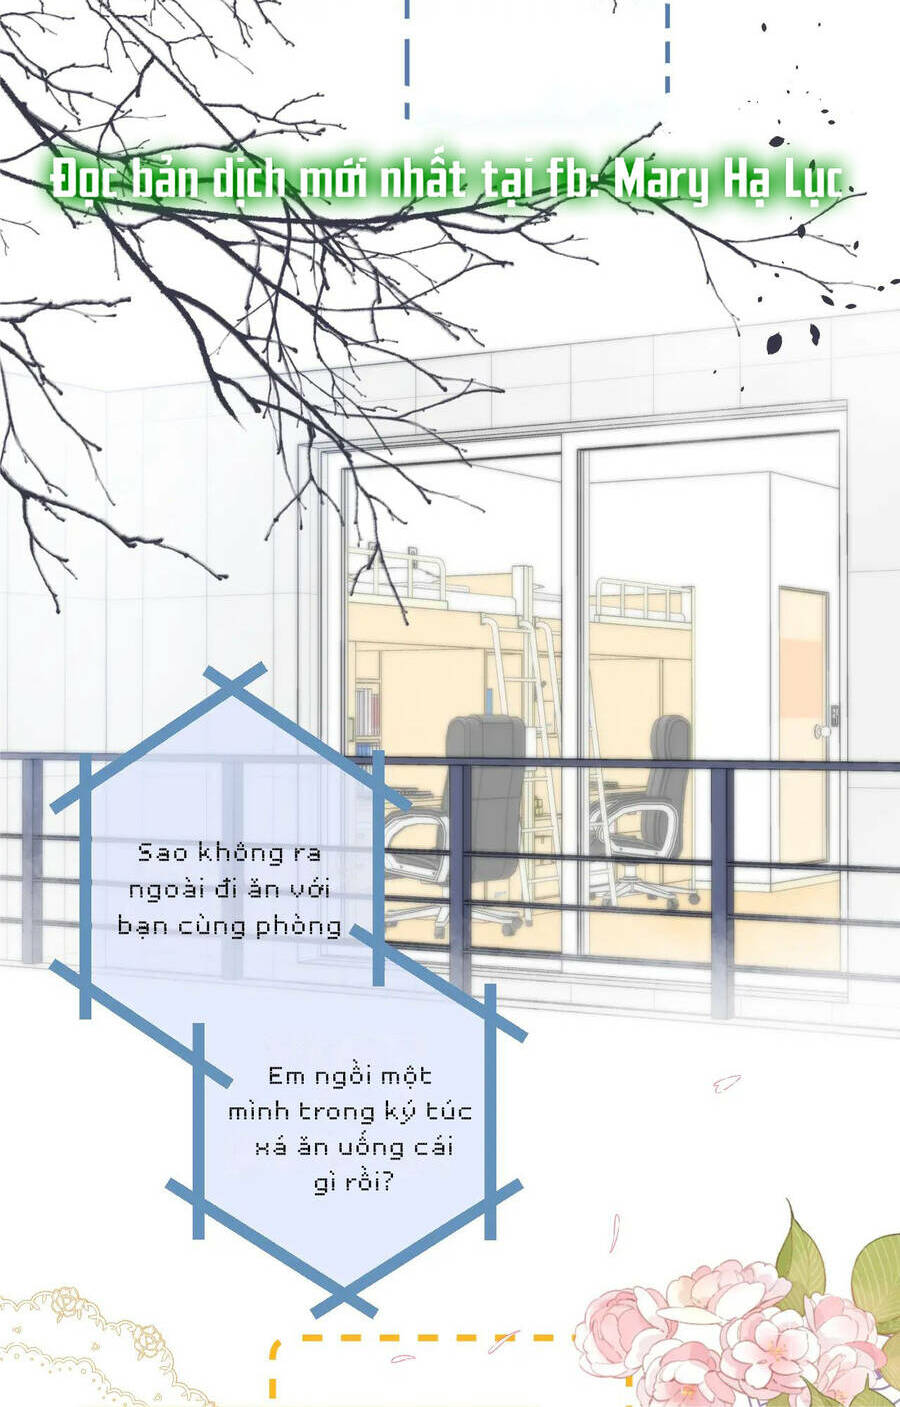 Đọc bản dịch mới nhất tại fb: Mary Hạ Lục
Sao không ra
ngoài đi ăn với
bạn cùng phòng
Em ngồi một
mình trong ký túc
xá ăn uống cái
gì rồi?